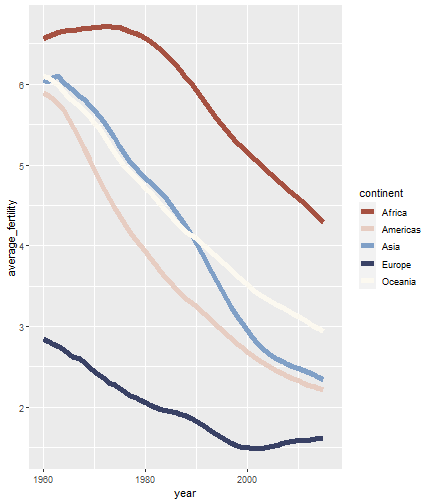 average_fertility
6
5
4
3
2
1960 1980 2000
year
continent
Africa
Americas
Asia
Europe
Oceania